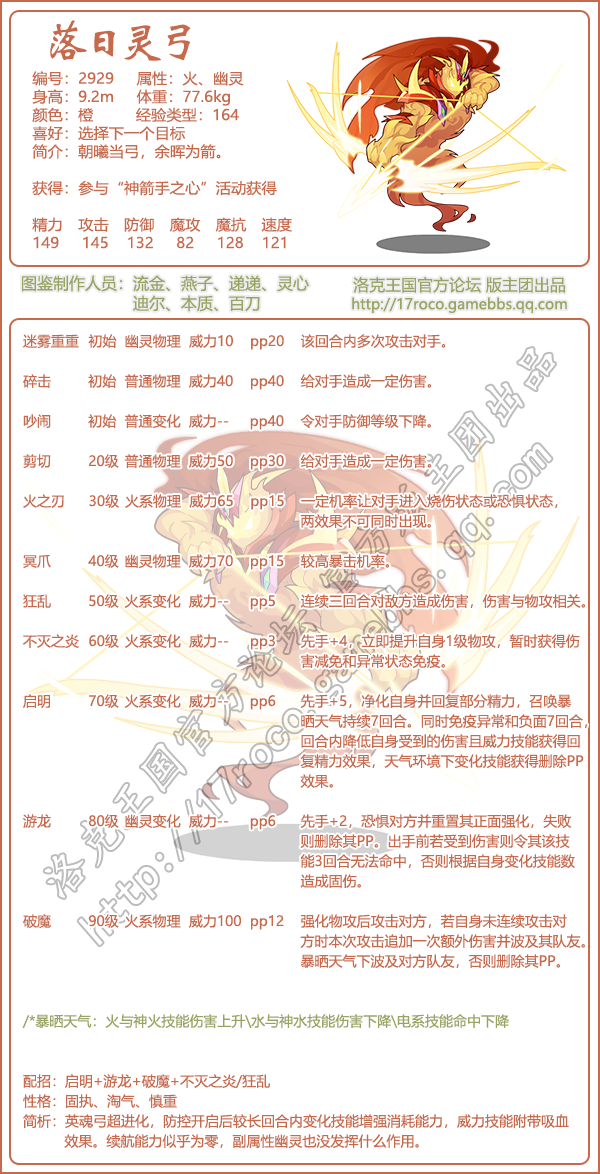 落日灵弓
编号：2929 属性：火、幽灵
身高：9.2m 体重：77.6kg
颜色：橙 经验类型：164
喜好：选择下一个目标
简介：朝曦当弓，余晖为箭。
获得：参与“神箭手之心”活动获得
精力 攻击 防御 魔攻 魔抗 速度
149 145 132 82 128 121
图鉴制作人员：流金、燕子、递递、灵心
迪尔、本质、百刀
洛克王国官方论坛 版主团出品
http://17roco.gamebbs.qq.com
迷雾重重 初始 幽灵物理 威力10 pp20 该回合内多次攻击对手。
碎击 初始 普通物理 威力40 pp40 给对手造成一定伤害。
吵闹 初始 普通变化 威力-- pp40 令对手防御等级下降。
剪切 20级 普通物理 威力50 pp30 给对手造成一定伤害。
火之刃 30级 火系物理 威力65 pp15 一定机率让对手进入烧伤状态或恐惧状态，
两效果不可同时出现。
冥爪 40级 幽灵物理 威力70 pp15 较高暴击机率。
狂乱 50级 火系变化 威力-- pp5 连续三回合对敌方造成伤害，伤害与物攻相关。
不灭之炎 60级 火系变化 威力-- pp3 先手+4，立即提升自身1级物攻，暂时获得伤
害减免和异常状态免疫。
启明 70级 火系变化 威力-- pp6 先手+5，净化自身并回复部分精力，召唤暴
晒天气持续7回合。同时免疫异常和负面7回合，
回合内降低自身受到的伤害且威力技能获得回
复精力效果，天气环境下变化技能获得删除PP
效果。
游龙 80级 幽灵变化 威力-- pp6 先手+2，恐惧对方并重置其正面强化，失败
则删除其PP。出手前若受到伤害则令其该技
能3回合无法命中，否则根据自身变化技能数
造成固伤。
破魔 90级 火系物理 威力100 pp12 强化物攻后攻击对方，若自身未连续攻击对
方时本次攻击追加一次额外伤害并波及其队友。
暴晒天气下波及对方队友，否则删除其PP。
/*暴晒天气：火与神火技能伤害上升\水与神水技能伤害下降\电系技能命中下降
配招：启明+游龙+破魔+不灭之炎/狂乱
性格：固执、淘气、慎重
简析：英魂弓超进化，防控开启后较长回合内变化技能增强消耗能力，威力技能附带吸血
效果。续航能力似乎为零，副属性幽灵也没发挥什么作用。
洛克王国官方论坛 版主团出品
http://17roco.gamebbs.qq.com